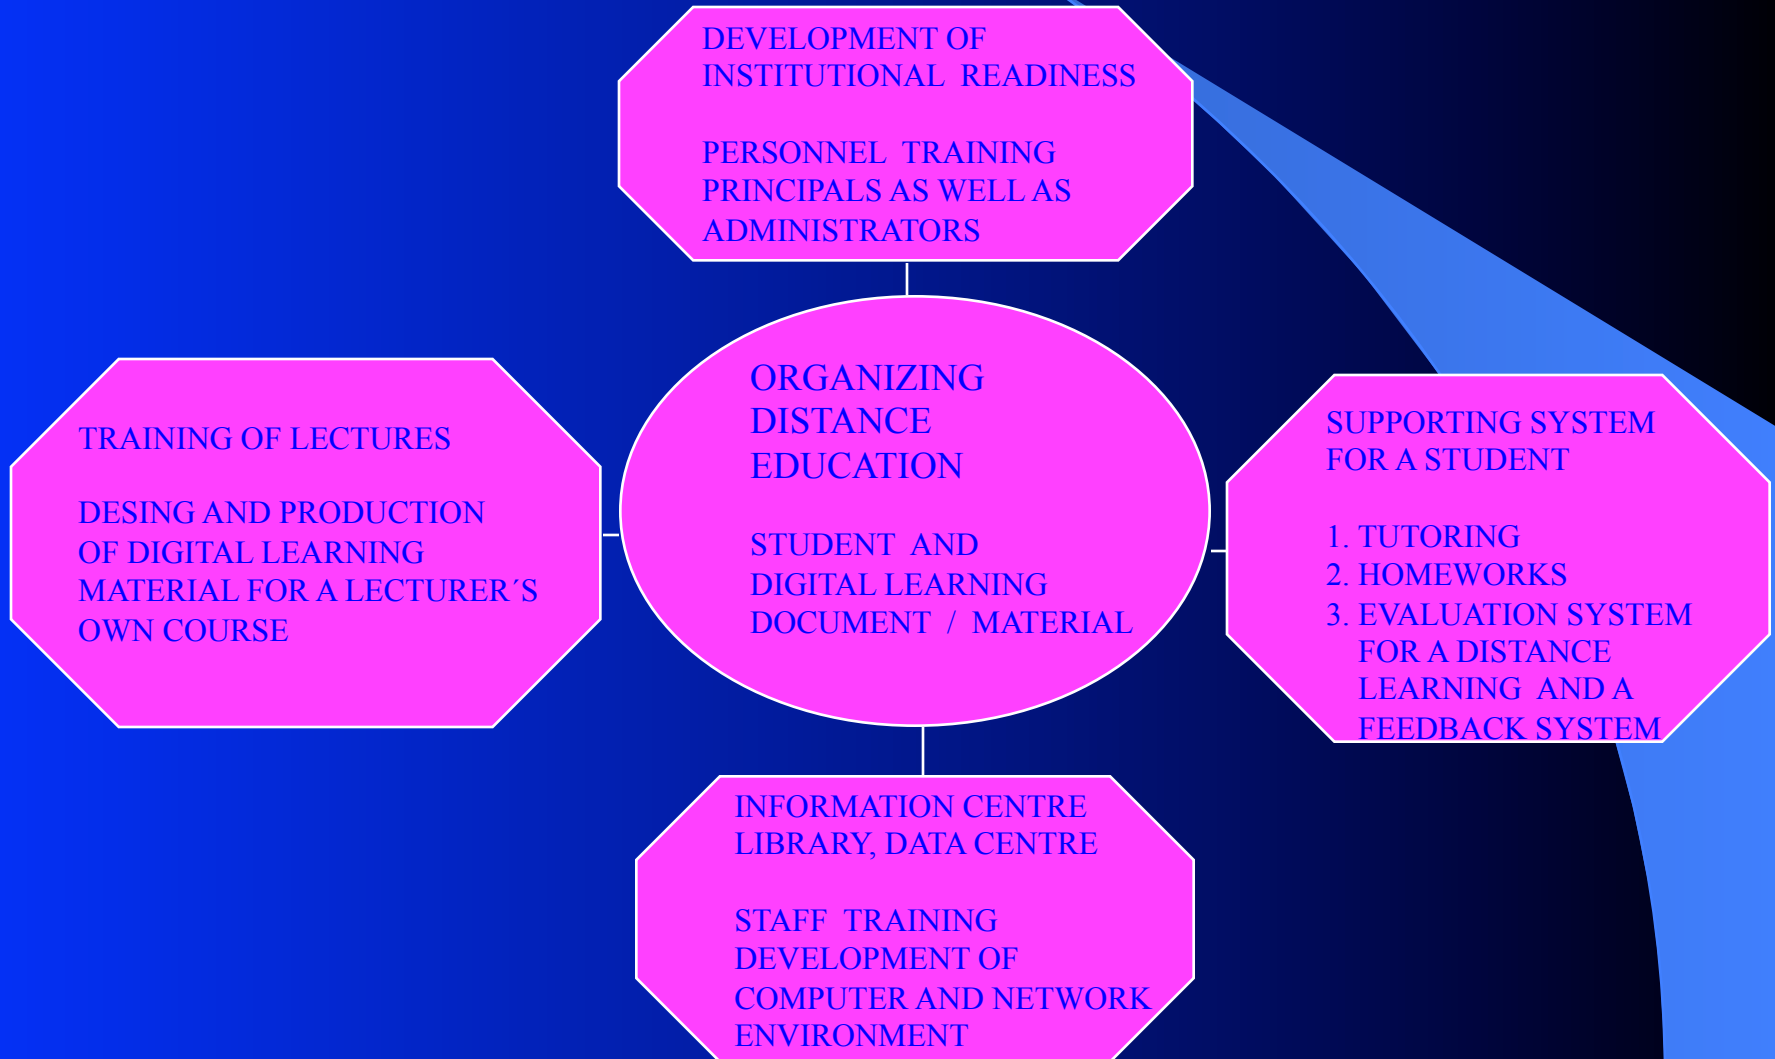 DEVELOPMENT OF
INSTITUTIONAL READINESS
PERSONNEL TRAINING
PRINCIPALS AS WELL AS
ADMINISTRATORS
TRAINING OF LECTURES
DESING AND PRODUCTION
OF DIGITAL LEARNING
MATERIAL FOR A LECTURER´S
OWN COURSE
ORGANIZING
DISTANCE
EDUCATION
STUDENT AND
DIGITAL LEARNING
DOCUMENT / MATERIAL
SUPPORTING SYSTEM
FOR A STUDENT
1. TUTORING
2. HOMEWORKS
3. EVALUATION SYSTEM
FOR A DISTANCE
LEARNING AND A
FEEDBACK SYSTEM
INFORMATION CENTRE
LIBRARY, DATA CENTRE
STAFF TRAINING
DEVELOPMENT OF
COMPUTER AND NETWORK
ENVIRONMENT